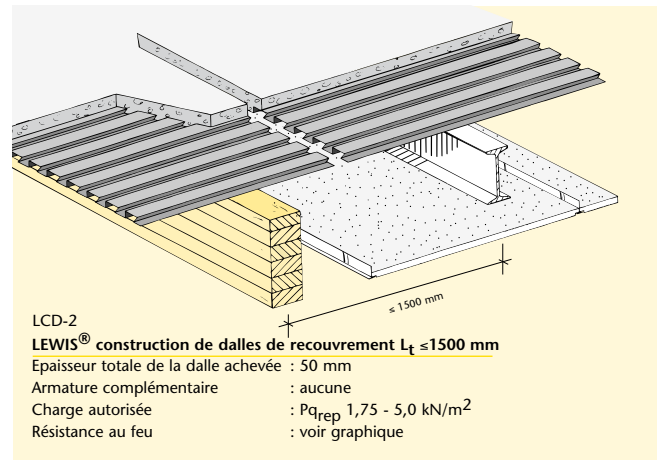 ≤ 1500 mm
LCD-2
LEWIS® construction de dalles de recouvrement Lt ≤1500 mm
Epaisseur totale de la dalle achevée : 50 mm
Armature complémentaire : aucune
Charge autorisée : Pqrep 1,75 - 5,0 kN/m2
Résistance au feu : voir graphique